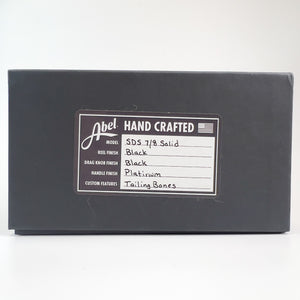 Abel HAND CRAFTED
MODEL SDS 7/8 Solid
REEL FINISH Black
DRAG KNOB FINISH Black
HANDLE FINISH Platinum
CUSTOM FEATURES Tailing Bones